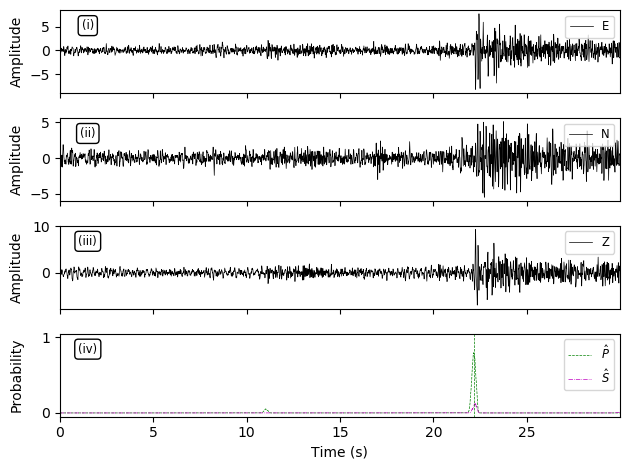 Amplitude
5
0
−5
(i)
E
Amplitude
5
0
−5
(ii)
N
Amplitude
10
0
(iii)
Z
Probability
1
0
(iv)
P̂
Ŝ
0 5 10 15 20 25
Time (s)